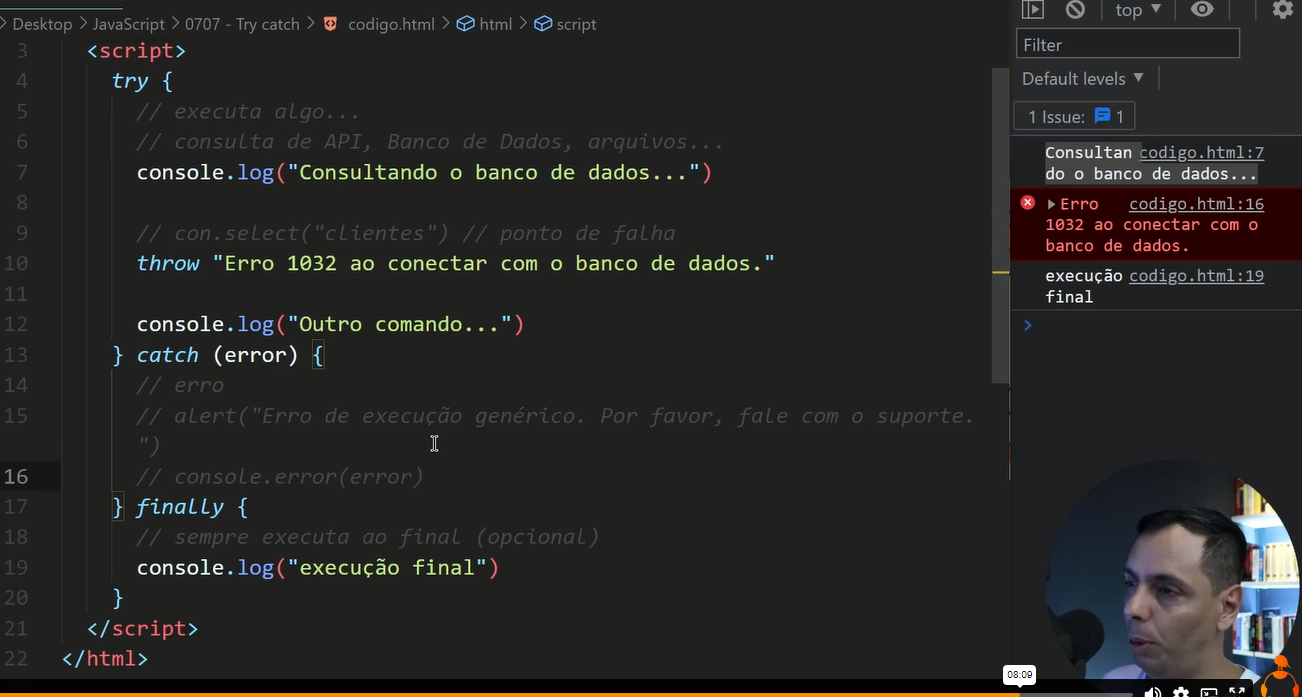 Desktop > JavaScript > 0707 - Try catch > codigo.html > html > script
3 <script>
4 try {
5 // executa algo...
6 // consulta de API, Banco de Dados, arquivos...
7 console.log("Consultando o banco de dados...")
8
9 // con.select("clientes") // ponto de falha
10 throw "Erro 1032 ao conectar com o banco de dados."
11
12 console.log("Outro comando...")
13 } catch (error) {
14 // erro
15 // alert("Erro de execução genérico. Por favor, fale com o suporte.
")
16 // console.error(error)
17 } finally {
18 // sempre executa ao final (opcional)
19 console.log("execução final")
20 }
21 </script>
22 </html>
top
Filter
Default levels
1 Issue: 1
Consultan codigo.html:7
do o banco de dados...
Erro codigo.html:16
1032 ao conectar com o
banco de dados.
execução codigo.html:19
final
08:09